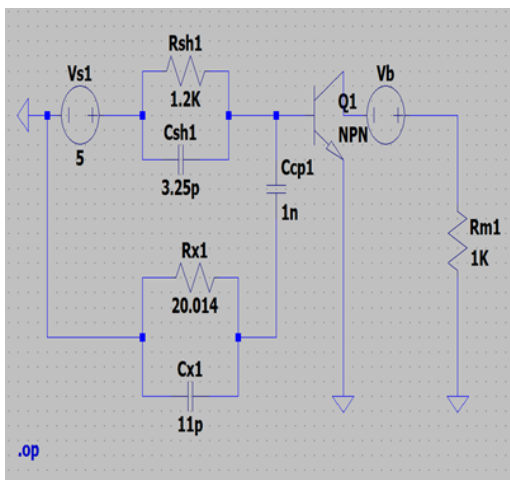 Rsh1
1.2K
Vs1
5
Csh1
3.25p
Q1
NPN
Vb
Ccp1
1n
Rm1
1K
Rx1
20.014
Cx1
11p
.op